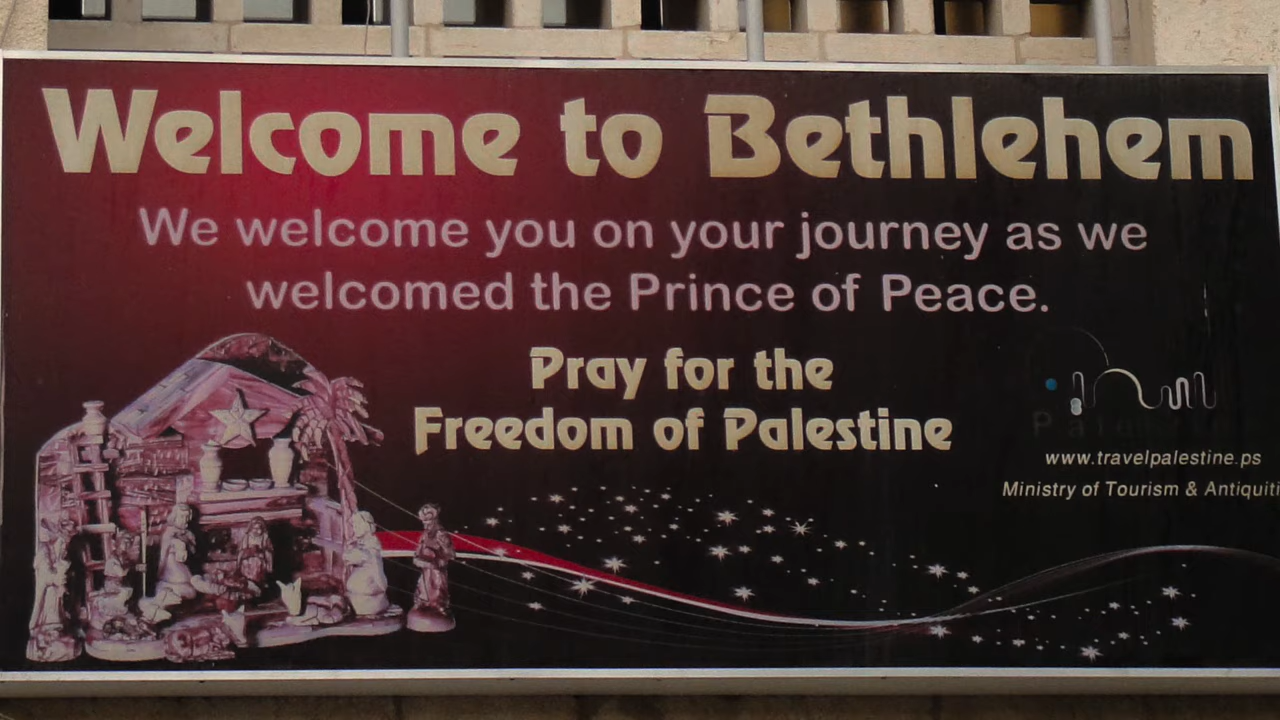 Welcome to Bethlehem
We welcome you on your journey as we
welcomed the Prince of Peace.
Pray for the
Freedom of Palestine
www.travelpalestine.ps
Ministry of Tourism & Antiquiti